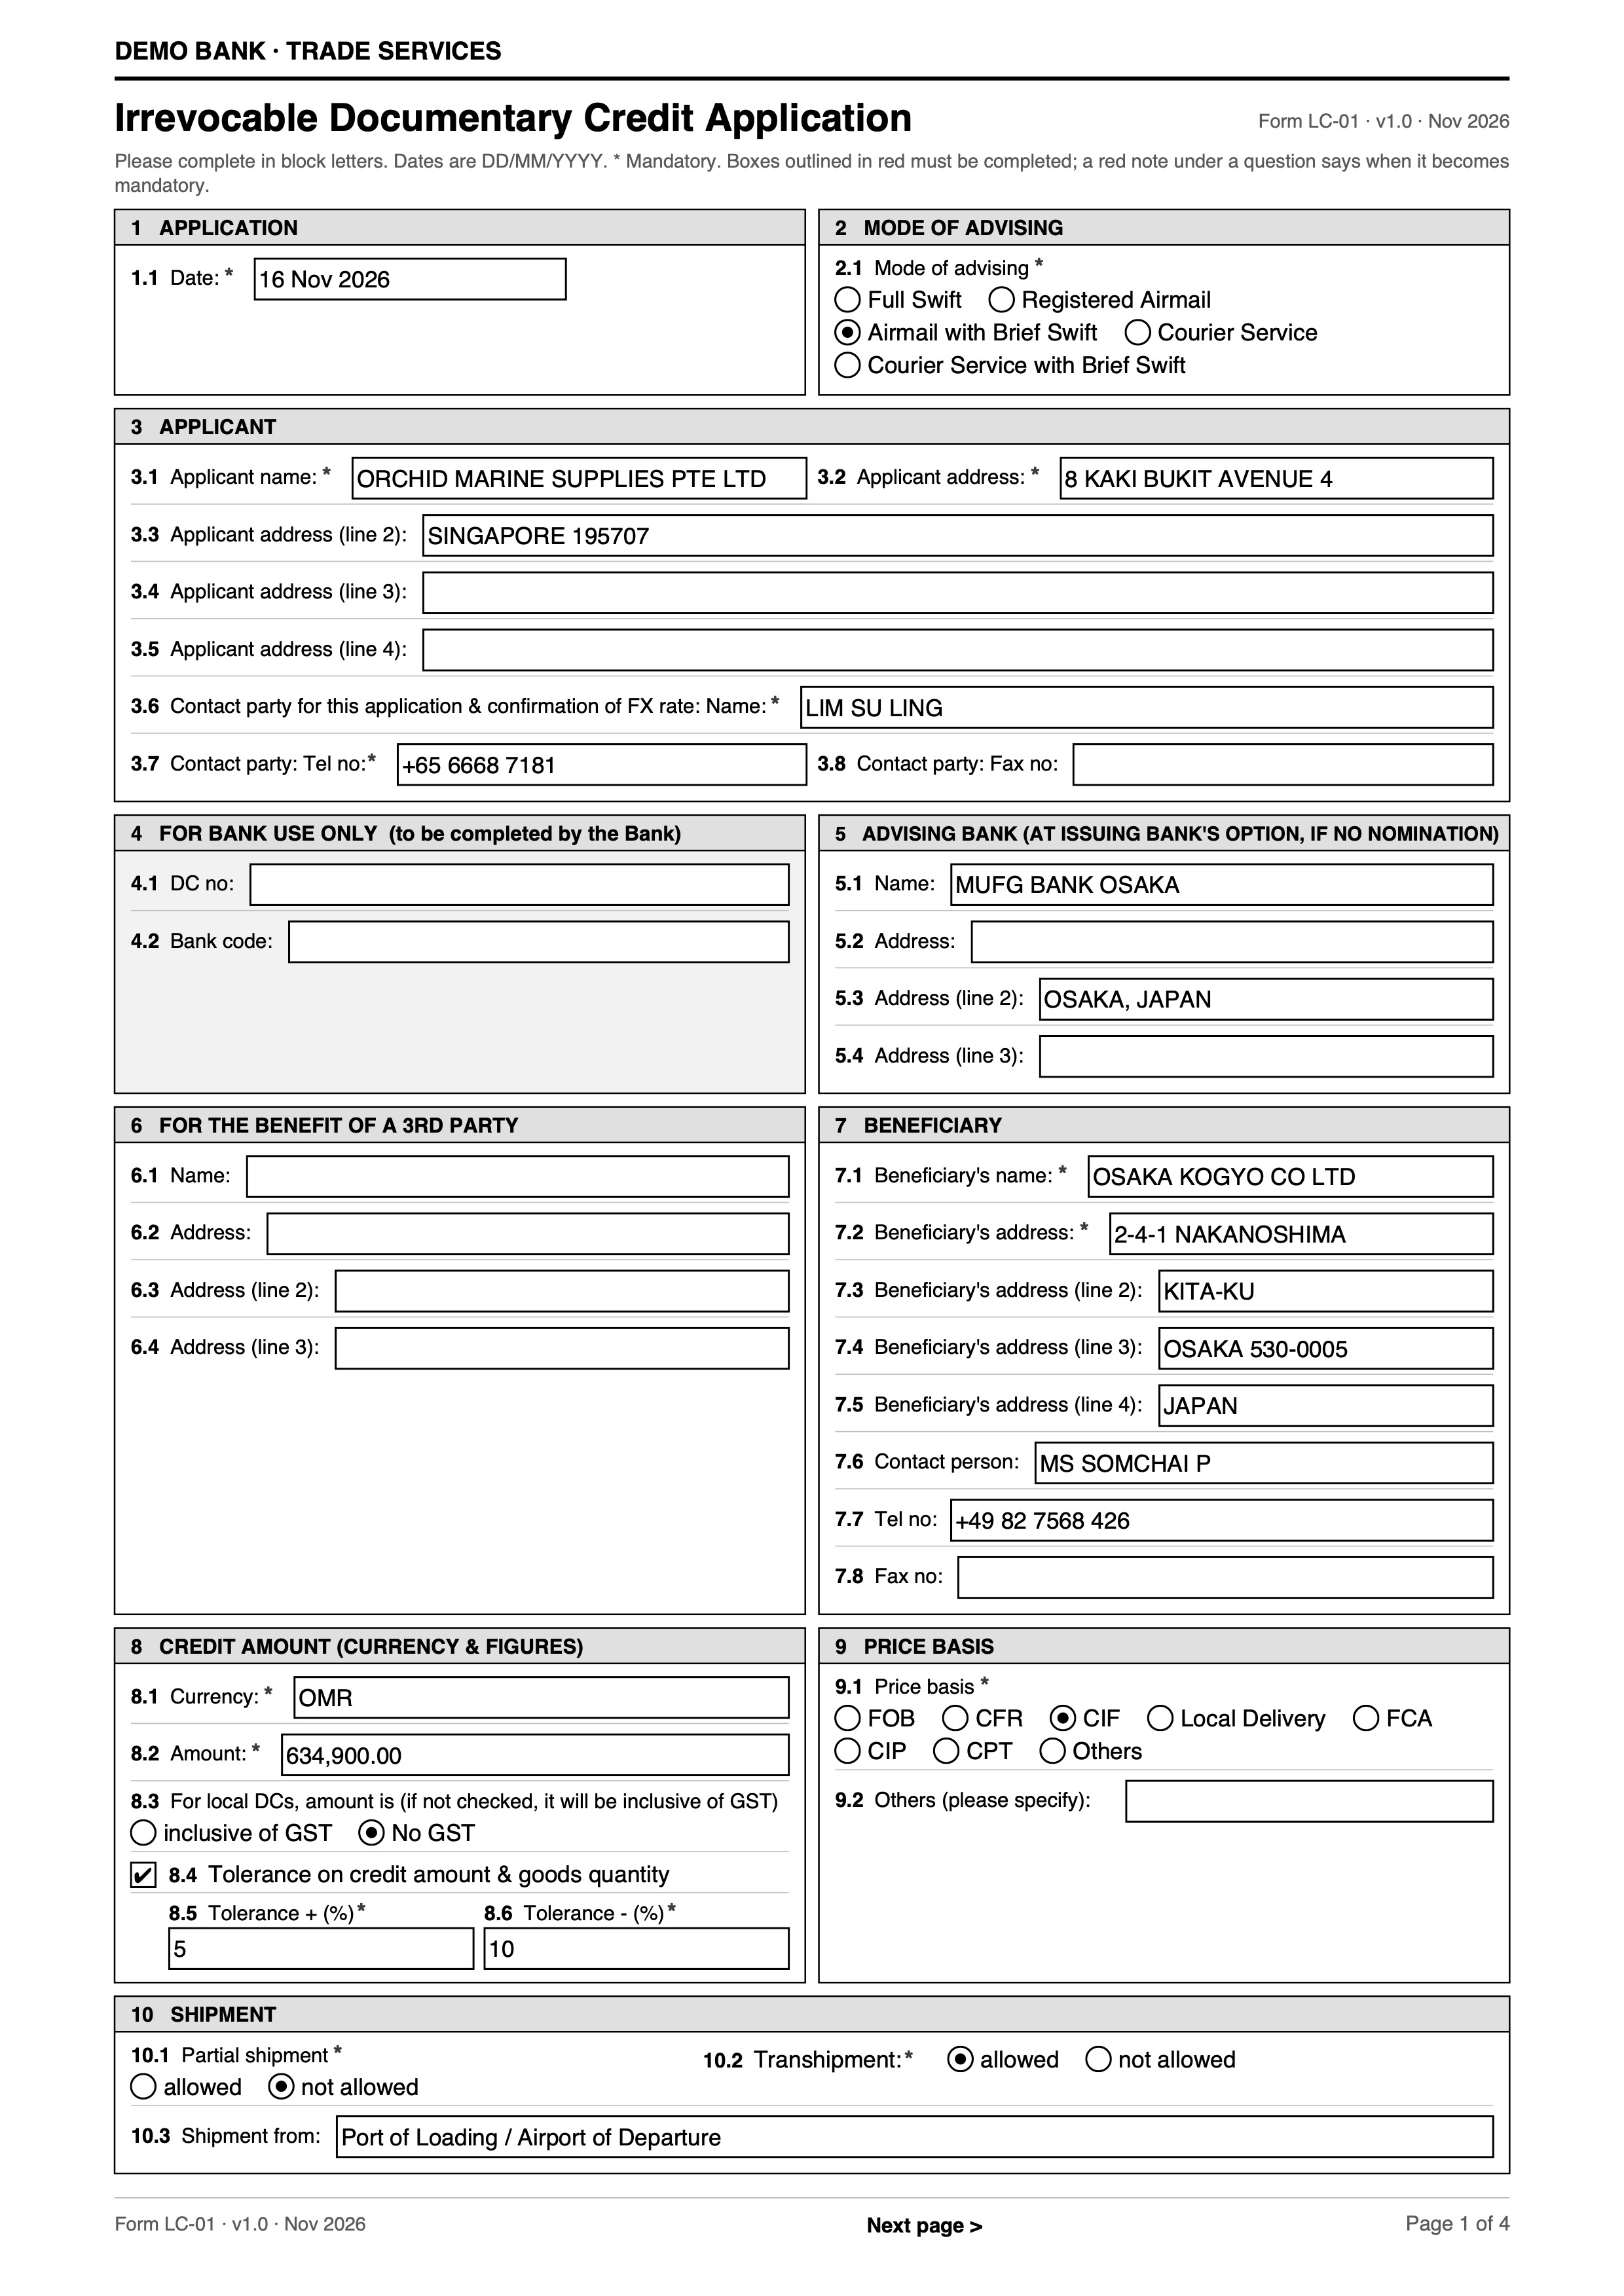 DEMO BANK · TRADE SERVICES
Irrevocable Documentary Credit Application
Form LC-01 · v1.0 · Nov 2026
Please complete in block letters. Dates are DD/MM/YYYY. * Mandatory. Boxes outlined in red must be completed; a red note under a question says when it becomes
mandatory.
1 APPLICATION
1.1 Date: * 16 Nov 2026
2 MODE OF ADVISING
2.1 Mode of advising *
Full Swift Registered Airmail
Airmail with Brief Swift Courier Service
Courier Service with Brief Swift
3 APPLICANT
3.1 Applicant name: * ORCHID MARINE SUPPLIES PTE LTD 3.2 Applicant address: * 8 KAKI BUKIT AVENUE 4
3.3 Applicant address (line 2): SINGAPORE 195707
3.4 Applicant address (line 3):
3.5 Applicant address (line 4):
3.6 Contact party for this application & confirmation of FX rate: Name: * LIM SU LING
3.7 Contact party: Tel no:* +65 6668 7181 3.8 Contact party: Fax no:
4 FOR BANK USE ONLY (to be completed by the Bank)
4.1 DC no:
4.2 Bank code:
5 ADVISING BANK (AT ISSUING BANK'S OPTION, IF NO NOMINATION)
5.1 Name: MUFG BANK OSAKA
5.2 Address:
5.3 Address (line 2): OSAKA, JAPAN
5.4 Address (line 3):
6 FOR THE BENEFIT OF A 3RD PARTY
6.1 Name:
6.2 Address:
6.3 Address (line 2):
6.4 Address (line 3):
7 BENEFICIARY
7.1 Beneficiary's name: * OSAKA KOGYO CO LTD
7.2 Beneficiary's address: * 2-4-1 NAKANOSHIMA
7.3 Beneficiary's address (line 2): KITA-KU
7.4 Beneficiary's address (line 3): OSAKA 530-0005
7.5 Beneficiary's address (line 4): JAPAN
7.6 Contact person: MS SOMCHAI P
7.7 Tel no: +49 82 7568 426
7.8 Fax no:
8 CREDIT AMOUNT (CURRENCY & FIGURES)
8.1 Currency: * OMR
8.2 Amount: * 634,900.00
8.3 For local DCs, amount is (if not checked, it will be inclusive of GST)
inclusive of GST No GST
✔ 8.4 Tolerance on credit amount & goods quantity
8.5 Tolerance + (%)* 8.6 Tolerance - (%)*
5 10
9 PRICE BASIS
9.1 Price basis *
FOB CFR CIF Local Delivery FCA
CIP CPT Others
9.2 Others (please specify):
10 SHIPMENT
10.1 Partial shipment *
allowed not allowed
10.2 Transhipment:* allowed not allowed
10.3 Shipment from: Port of Loading / Airport of Departure
Form LC-01 · v1.0 · Nov 2026 Next page > Page 1 of 4